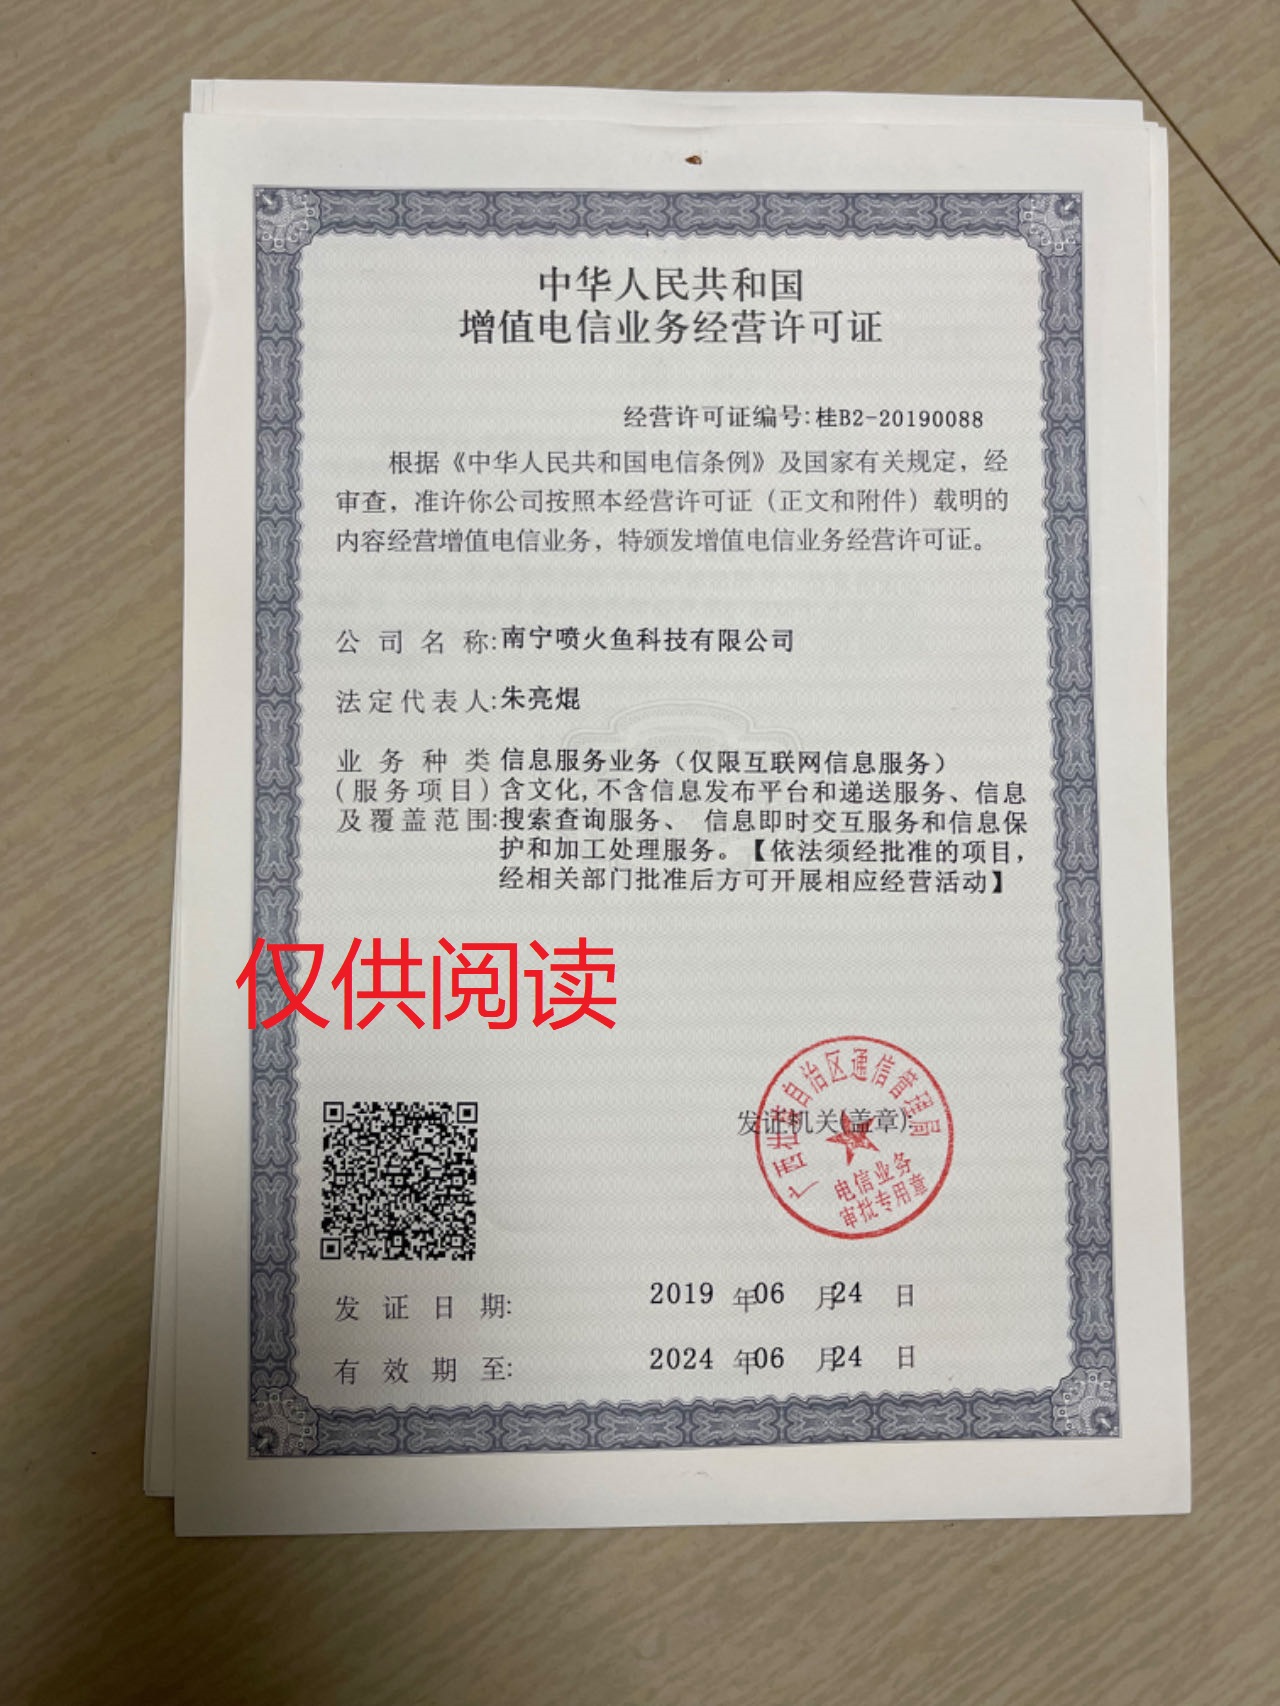 中华人民共和国
增值电信业务经营许可证
经营许可证编号:桂B2-20190088
根据《中华人民共和国电信条例》及国家有关规定，经
审查，准许你公司按照本经营许可证（正文和附件）载明的
内容经营增值电信业务，特颁发增值电信业务经营许可证。
公司名称:南宁喷火鱼科技有限公司
法定代表人:朱亮焜
业务种类 信息服务业务（仅限互联网信息服务）
(服务项目) 含文化,不含信息发布平台和递送服务、信息
及覆盖范围:搜索查询服务、 信息即时交互服务和信息保
护和加工处理服务。【依法须经批准的项目，
经相关部门批准后方可开展相应经营活动】
仅供阅读
发证机关(盖章):
广西壮族自治区通信管理局
电信业务
审批专用章
发证日期: 2019 年06 月24 日
有效期至: 2024 年06 月24 日